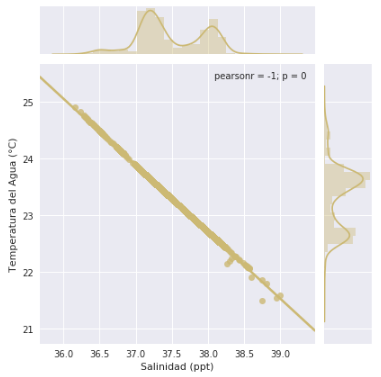 pearsonr = -1; p = 0
Temperatura del Agua (°C)
25
24
23
22
21
36.0 36.5 37.0 37.5 38.0 38.5 39.0
Salinidad (ppt)